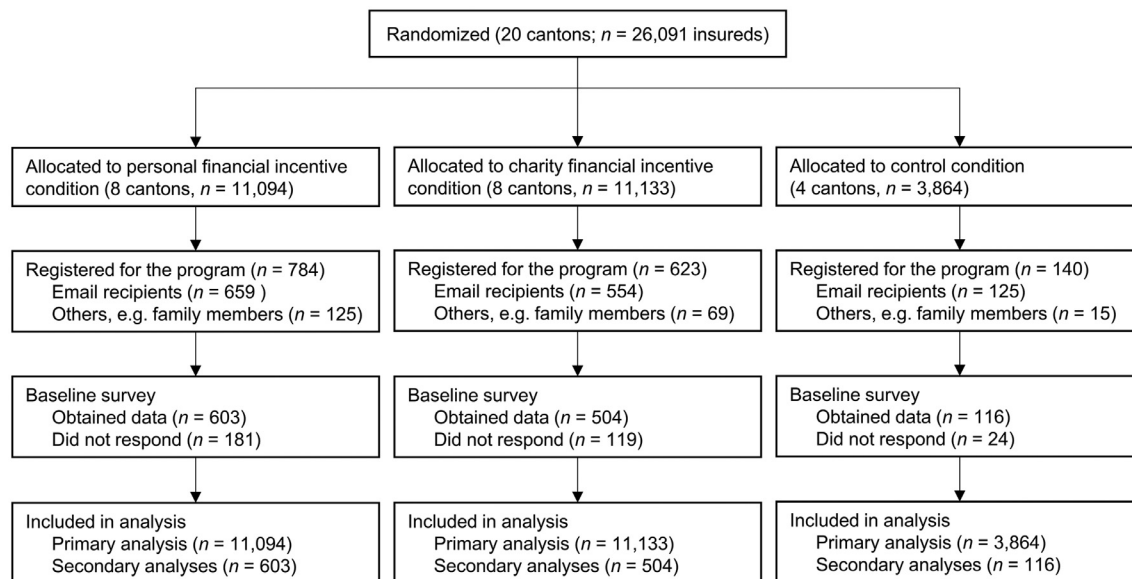 Randomized (20 cantons; n = 26,091 insureds)
Allocated to personal financial incentive
condition (8 cantons, n = 11,094)
Allocated to charity financial incentive
condition (8 cantons, n = 11,133)
Allocated to control condition
(4 cantons, n = 3,864)
Registered for the program (n = 784)
Email recipients (n = 659 )
Others, e.g. family members (n = 125)
Registered for the program (n = 623)
Email recipients (n = 554)
Others, e.g. family members (n = 69)
Registered for the program (n = 140)
Email recipients (n = 125)
Others, e.g. family members (n = 15)
Baseline survey
Obtained data (n = 603)
Did not respond (n = 181)
Baseline survey
Obtained data (n = 504)
Did not respond (n = 119)
Baseline survey
Obtained data (n = 116)
Did not respond (n = 24)
Included in analysis
Primary analysis (n = 11,094)
Secondary analyses (n = 603)
Included in analysis
Primary analysis (n = 11,133)
Secondary analyses (n = 504)
Included in analysis
Primary analysis (n = 3,864)
Secondary analyses (n = 116)